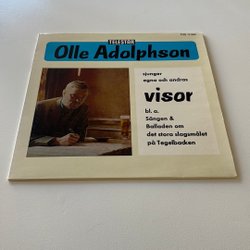 TELESTAR
Olle Adolphson
sjunger
egna och andras
visor
bl. a.
Sången &
Balladen om
det stora slagsmålet
på Tegelbacken